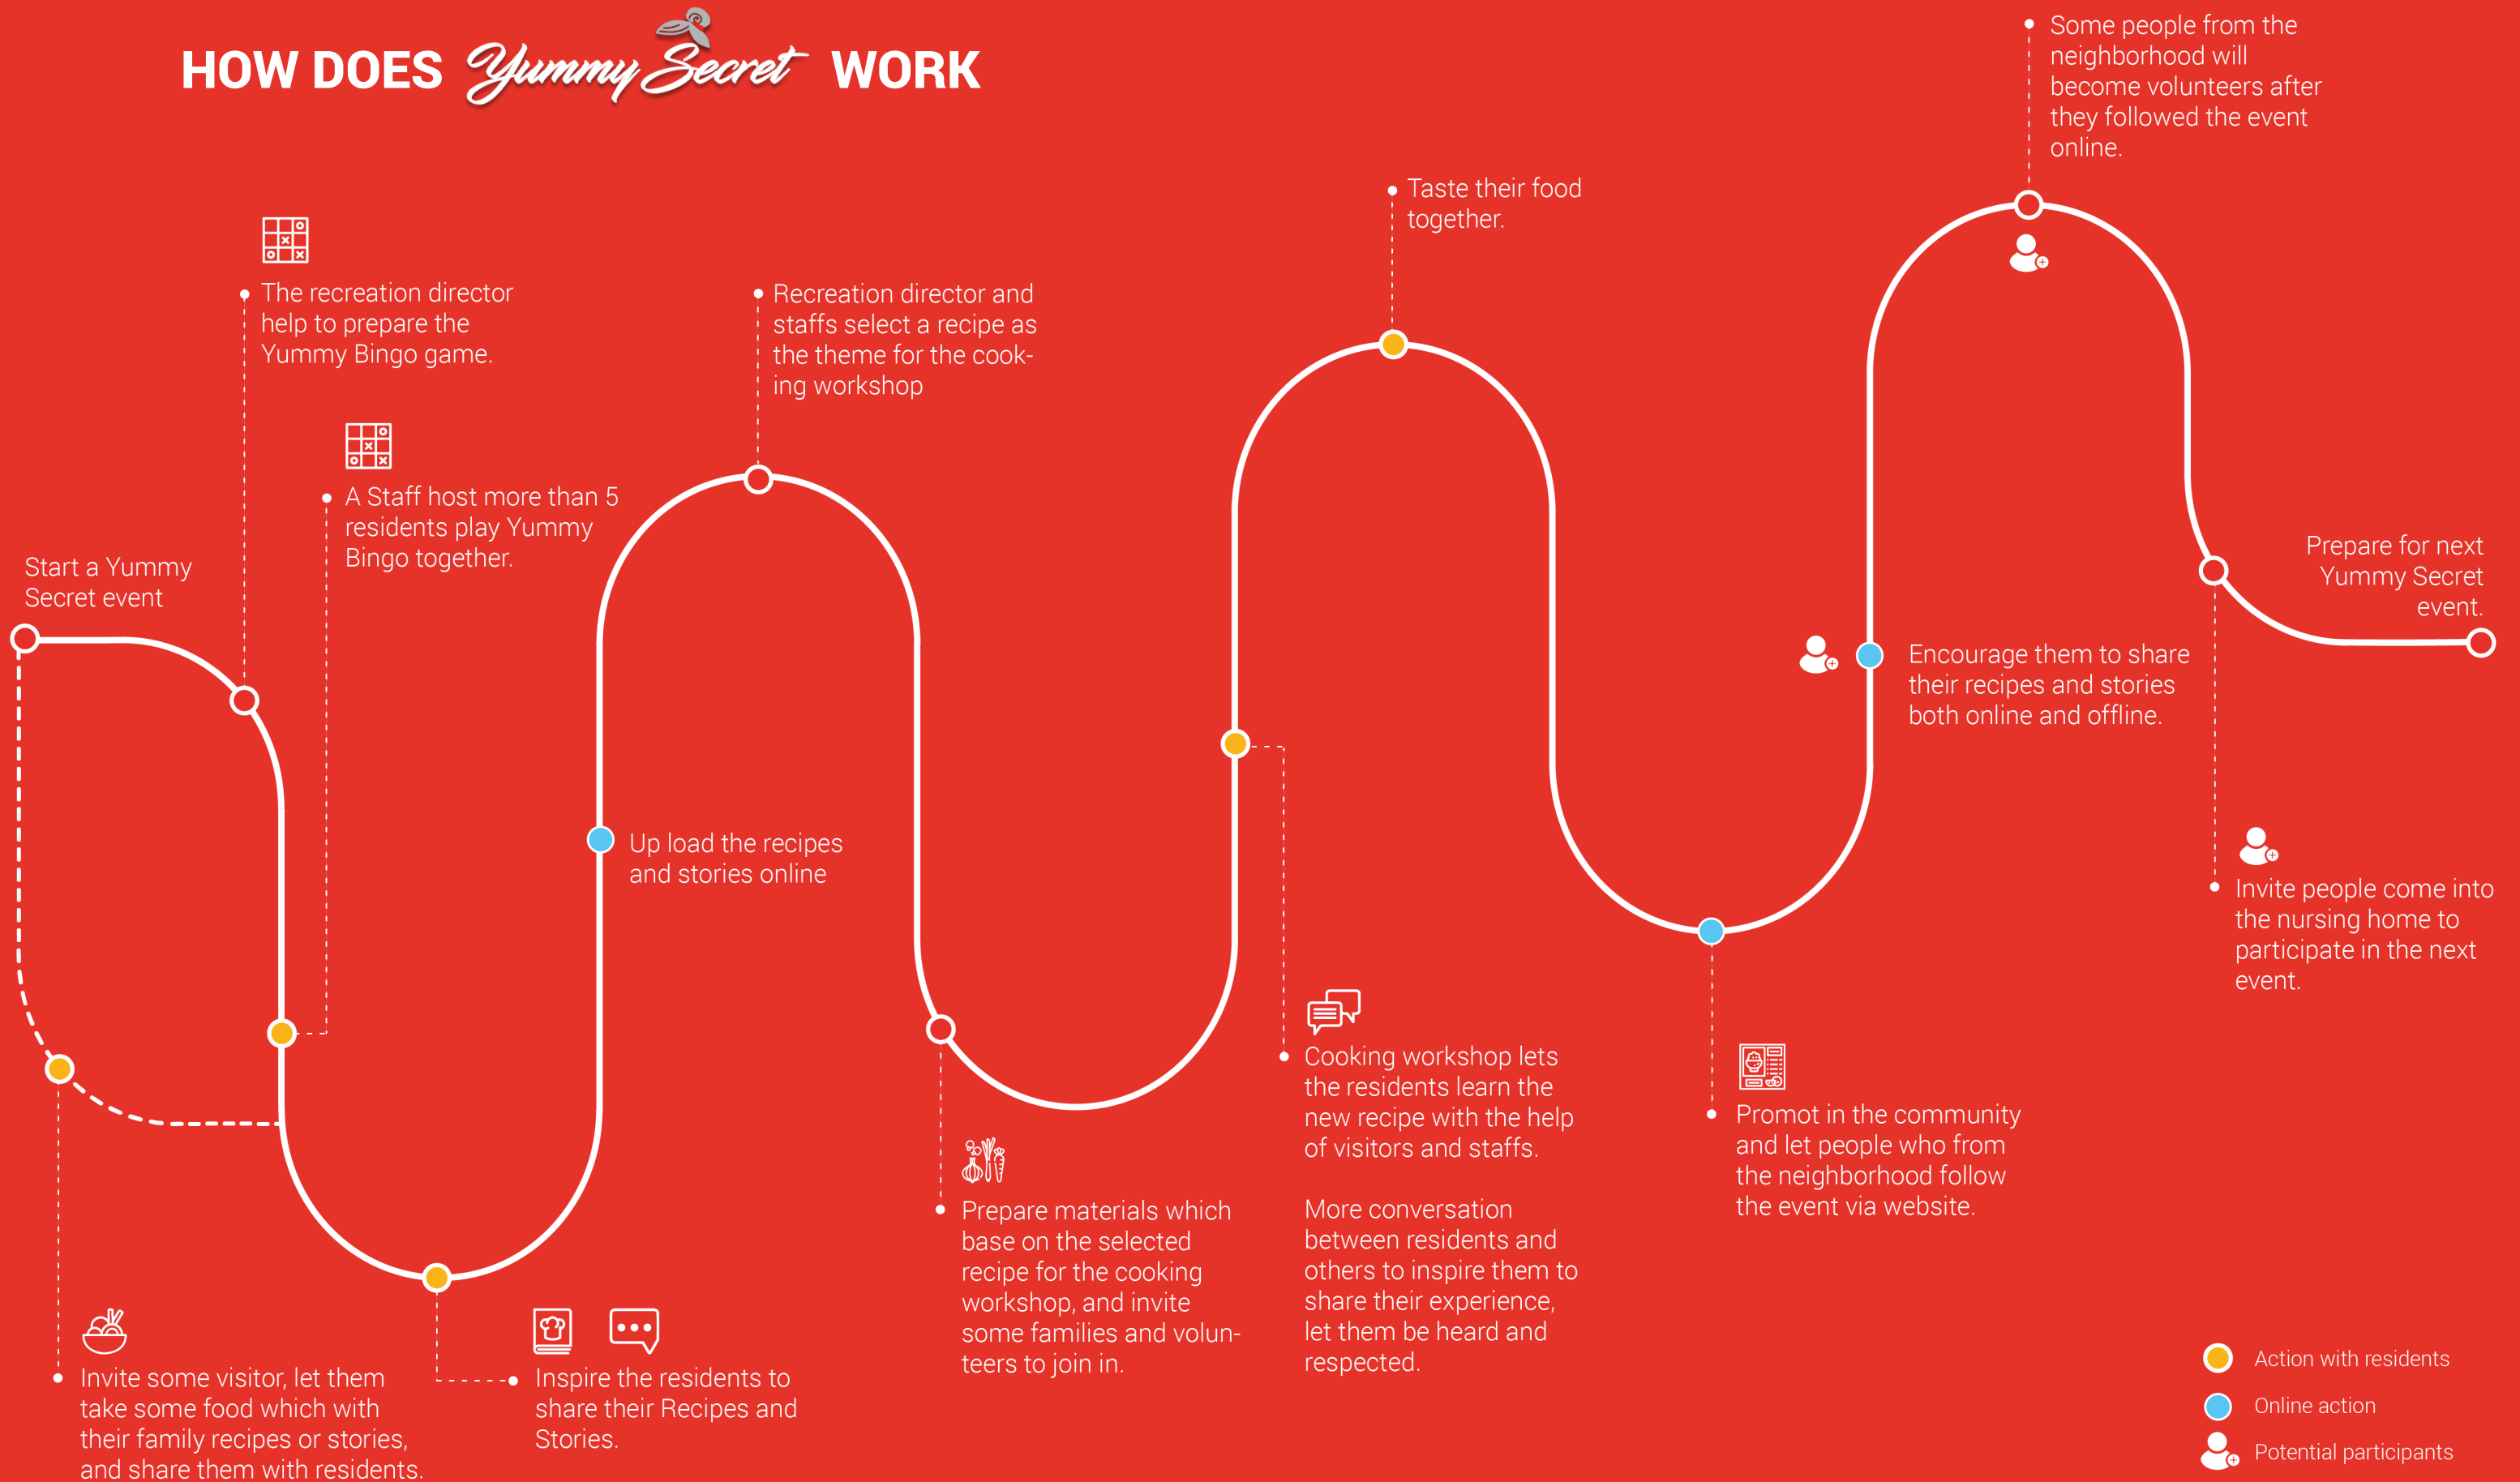 HOW DOES Yummy Secret WORK
Start a Yummy
Secret event
The recreation director
help to prepare the
Yummy Bingo game.
A Staff host more than 5
residents play Yummy
Bingo together.
Invite some visitor, let them
take some food which with
their family recipes or stories,
and share them with residents.
Inspire the residents to
share their Recipes and
Stories.
Up load the recipes
and stories online
Recreation director and
staffs select a recipe as
the theme for the cook-
ing workshop
Prepare materials which
base on the selected
recipe for the cooking
workshop, and invite
some families and volun-
teers to join in.
Cooking workshop lets
the residents learn the
new recipe with the help
of visitors and staffs.
More conversation
between residents and
others to inspire them to
share their experience,
let them be heard and
respected.
Taste their food
together.
Promot in the community
and let people who from
the neighborhood follow
the event via website.
Encourage them to share
their recipes and stories
both online and offline.
Some people from the
neighborhood will
become volunteers after
they followed the event
online.
Invite people come into
the nursing home to
participate in the next
event.
Prepare for next
Yummy Secret
event.
Action with residents
Online action
Potential participants